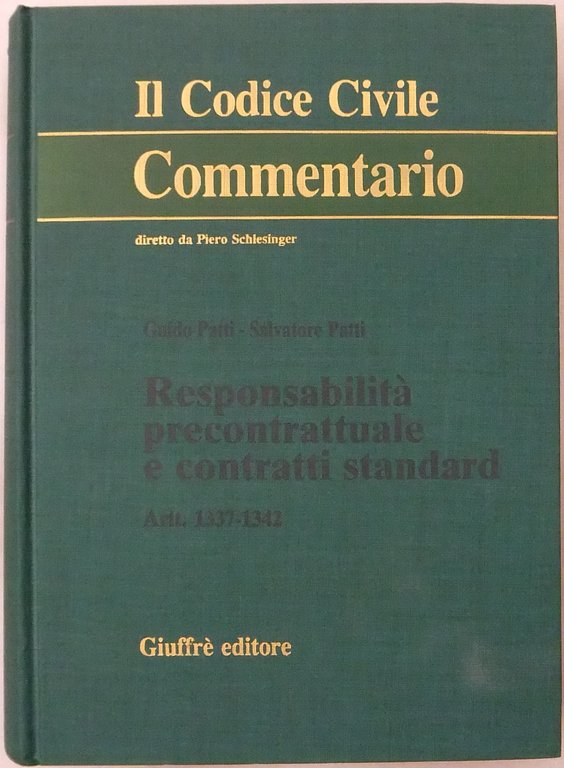 Il Codice Civile
Commentario
diretto da Piero Schlesinger
Guido Patti - Salvatore Patti
Responsabilità
precontrattuale
e contratti standard
Artt. 1337-1342
Giuffrè editore